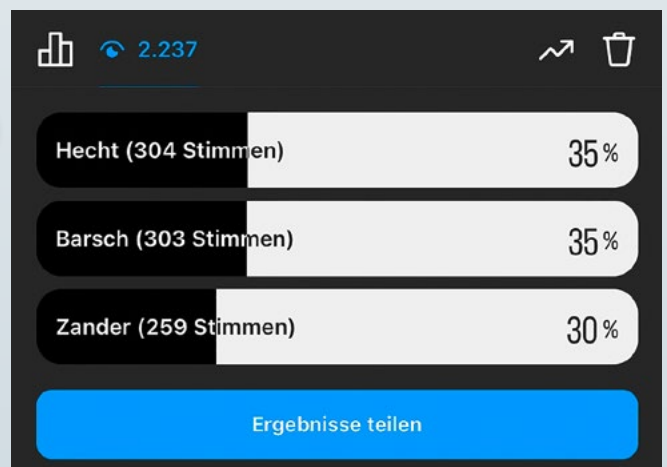 2.237
Hecht (304 Stimmen) 35%
Barsch (303 Stimmen) 35%
Zander (259 Stimmen) 30%
Ergebnisse teilen